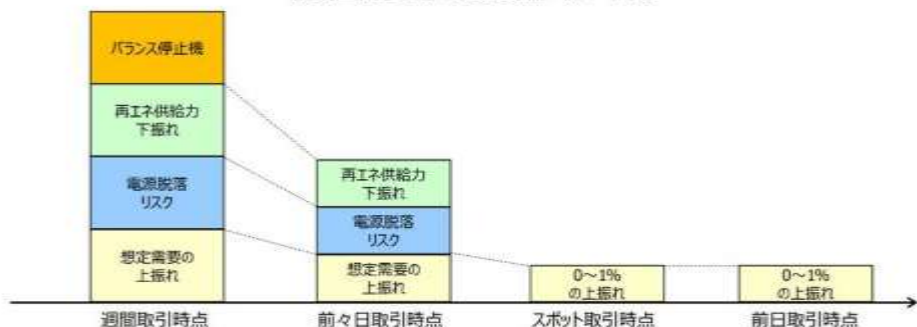 バランス停止機
再エネ供給力
下振れ
電源脱落
リスク
想定需要の
上振れ
再エネ供給力
下振れ
電源脱落
リスク
想定需要の
上振れ
0～1%
の上振れ
0～1%
の上振れ
週間取引時点
前々日取引時点
スポット取引時点
前日取引時点